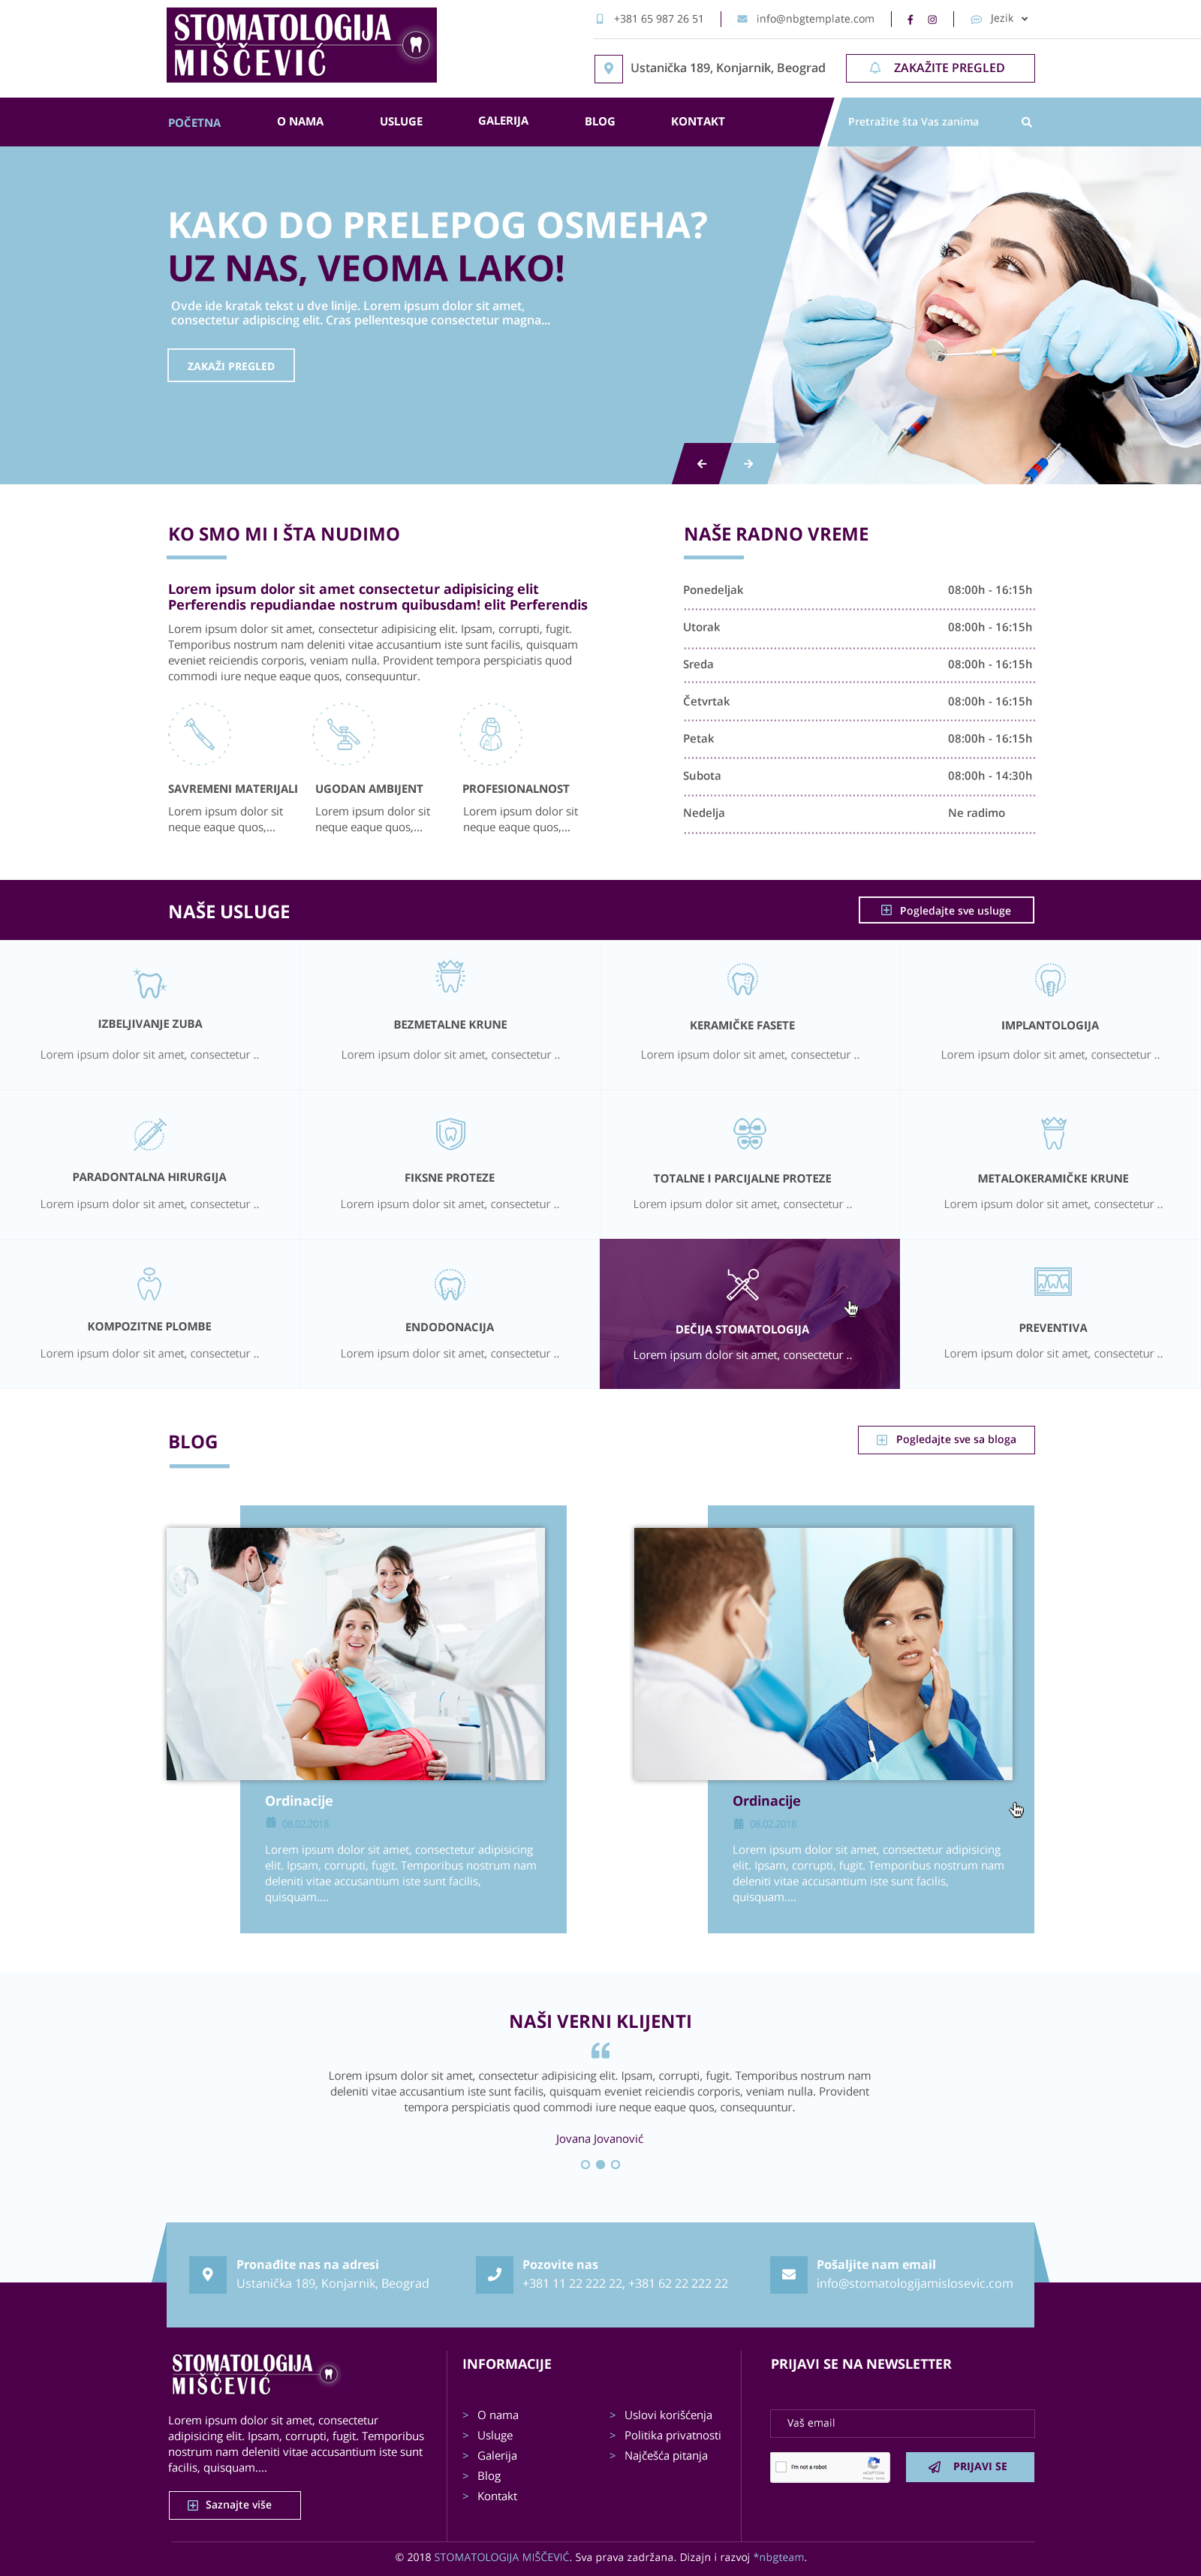 STOMATOLOGIJA
MIŠČEVIĆ
+381 65 987 26 51
info@nbgtemplate.com
Jezik
Ustanička 189, Konjarnik, Beograd
ZAKAŽITE PREGLED
POČETNA
O NAMA
USLUGE
GALERIJA
BLOG
KONTAKT
Pretražite šta Vas zanima
KAKO DO PRELEPOG OSMEHA?
UZ NAS, VEOMA LAKO!
Ovde ide kratak tekst u dve linije. Lorem ipsum dolor sit amet,
consectetur adipiscing elit. Cras pellentesque consectetur magna...
ZAKAŽI PREGLED
KO SMO MI I ŠTA NUDIMO
Lorem ipsum dolor sit amet consectetur adipisicing elit
Perferendis repudiandae nostrum quibusdam! elit Perferendis
Lorem ipsum dolor sit amet, consectetur adipisicing elit. Ipsam, corrupti, fugit.
Temporibus nostrum nam deleniti vitae accusantium iste sunt facilis, quisquam
eveniet reiciendis corporis, veniam nulla. Provident tempora perspiciatis quod
commodi iure neque eaque quos, consequuntur.
SAVREMENI MATERIJALI
Lorem ipsum dolor sit
neque eaque quos,...
UGODAN AMBIJENT
Lorem ipsum dolor sit
neque eaque quos,...
PROFESIONALNOST
Lorem ipsum dolor sit
neque eaque quos,...
NAŠE RADNO VREME
Ponedeljak 08:00h - 16:15h
Utorak 08:00h - 16:15h
Sreda 08:00h - 16:15h
Četvrtak 08:00h - 16:15h
Petak 08:00h - 16:15h
Subota 08:00h - 14:30h
Nedelja Ne radimo
NAŠE USLUGE
Pogledajte sve usluge
IZBELJIVANJE ZUBA
Lorem ipsum dolor sit amet, consectetur ..
BEZMETALNE KRUNE
Lorem ipsum dolor sit amet, consectetur ..
KERAMIČKE FASETE
Lorem ipsum dolor sit amet, consectetur ..
IMPLANTOLOGIJA
Lorem ipsum dolor sit amet, consectetur ..
PARADONTALNA HIRURGIJA
Lorem ipsum dolor sit amet, consectetur ..
FIKSNE PROTEZE
Lorem ipsum dolor sit amet, consectetur ..
TOTALNE I PARCIJALNE PROTEZE
Lorem ipsum dolor sit amet, consectetur ..
METALOKERAMIČKE KRUNE
Lorem ipsum dolor sit amet, consectetur ..
KOMPOZITNE PLOMBE
Lorem ipsum dolor sit amet, consectetur ..
ENDODONACIJA
Lorem ipsum dolor sit amet, consectetur ..
DEČIJA STOMATOLOGIJA
Lorem ipsum dolor sit amet, consectetur ..
PREVENTIVA
Lorem ipsum dolor sit amet, consectetur ..
BLOG
Pogledajte sve sa bloga
Ordinacije
08.02.2018
Lorem ipsum dolor sit amet, consectetur adipisicing
elit. Ipsam, corrupti, fugit. Temporibus nostrum nam
deleniti vitae accusantium iste sunt facilis,
quisquam....
Ordinacije
08.02.2018
Lorem ipsum dolor sit amet, consectetur adipisicing
elit. Ipsam, corrupti, fugit. Temporibus nostrum nam
deleniti vitae accusantium iste sunt facilis,
quisquam....
NAŠI VERNI KLIJENTI
Lorem ipsum dolor sit amet, consectetur adipisicing elit. Ipsam, corrupti, fugit. Temporibus nostrum nam
deleniti vitae accusantium iste sunt facilis, quisquam eveniet reiciendis corporis, veniam nulla. Provident
tempora perspiciatis quod commodi iure neque eaque quos, consequuntur.
Jovana Jovanović
Pronađite nas na adresi
Ustanička 189, Konjarnik, Beograd
Pozovite nas
+381 11 22 222 22, +381 62 22 222 22
Pošaljite nam email
info@stomatologijamislosevic.com
STOMATOLOGIJA
MIŠČEVIĆ
Lorem ipsum dolor sit amet, consectetur
adipisicing elit. Ipsam, corrupti, fugit. Temporibus
nostrum nam deleniti vitae accusantium iste sunt
facilis, quisquam....
Saznajte više
INFORMACIJE
> O nama
> Usluge
> Galerija
> Blog
> Kontakt
> Uslovi korišćenja
> Politika privatnosti
> Najčešća pitanja
PRIJAVI SE NA NEWSLETTER
Vaš email
I'm not a robot
reCAPTCHA
Privacy - Terms
PRIJAVI SE
© 2018 STOMATOLOGIJA MIŠČEVIĆ. Sva prava zadržana. Dizajn i razvoj *nbgteam.